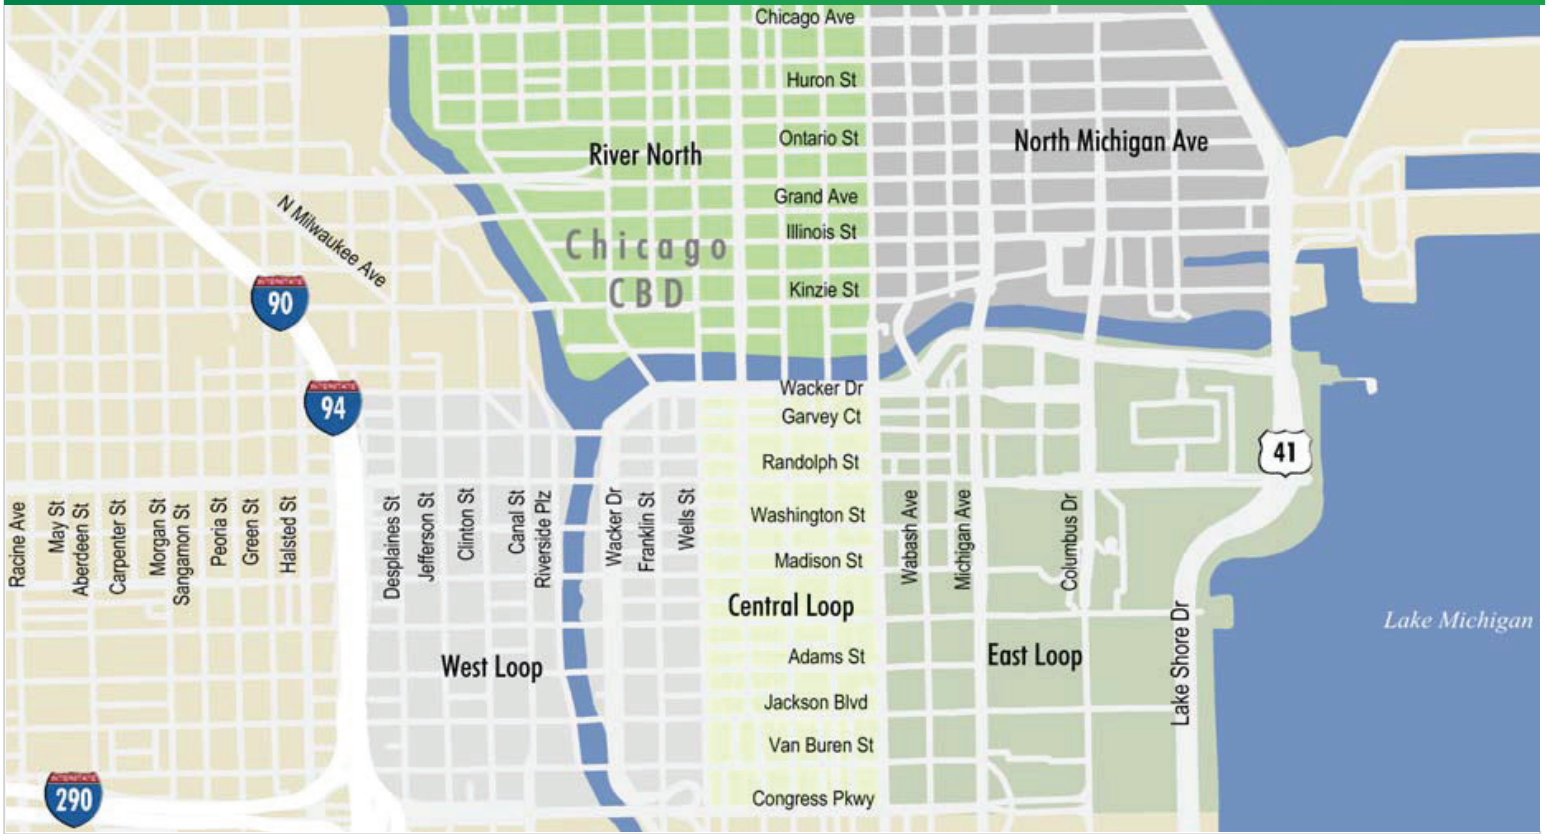 Chicago Ave
Huron St
Ontario St
North Michigan Ave
River North
Grand Ave
N Milwaukee Ave
Illinois St
Chicago
CBD
Kinzie St
INTERSTATE
90
Wacker Dr
INTERSTATE
94
Garvey Ct
41
Randolph St
Racine Ave
May St
Aberdeen St
Carpenter St
Morgan St
Sangamon St
Peoria St
Green St
Halsted St
Desplaines St
Jefferson St
Clinton St
Canal St
Riverside Plz
Wacker Dr
Franklin St
Wells St
Washington St
Wabash Ave
Michigan Ave
Columbus Dr
Madison St
Central Loop
Lake Shore Dr
Lake Michigan
West Loop
Adams St
East Loop
Jackson Blvd
Van Buren St
INTERSTATE
290
Congress Pkwy